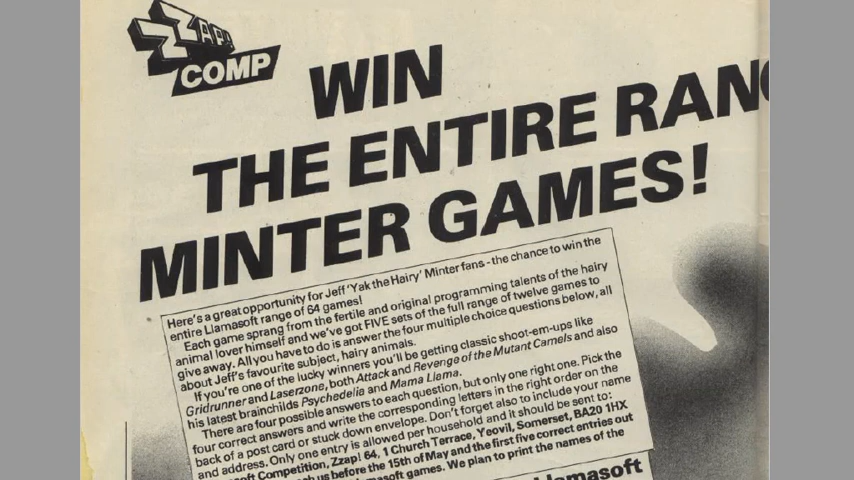 ZZAP!
COMP
WIN
THE ENTIRE RAN
MINTER GAMES!
Here's a great opportunity for Jeff 'Yak the Hairy' Minter fans - the chance to win the
entire Llamasoft range of 64 games!
Each game sprang from the fertile and original programming talents of the hairy
animal lover himself and we've got FIVE sets of the full range of twelve games to
give away. All you have to do is answer the four multiple choice questions below, all
about Jeff's favourite subject, hairy animals.
If you're one of the lucky winners you'll be getting classic shoot-em-ups like
Gridrunner and Laserzone, both Attack and Revenge of the Mutant Camels and also
his latest brainchilds Psychedelia and Mama Llama.
There are four possible answers to each question, but only one right one. Pick the
four correct answers and write the corresponding letters in the right order on the
back of a post card or stuck down envelope. Don't forget also to include your name
and address. Only one entry is allowed per household and it should be sent to:
Competition, Zzap! 64, 1 Church Terrace, Yeovil, Somerset, BA20 1HX
us before the 15th of May and the first five correct entries out
games. We plan to print the names of the